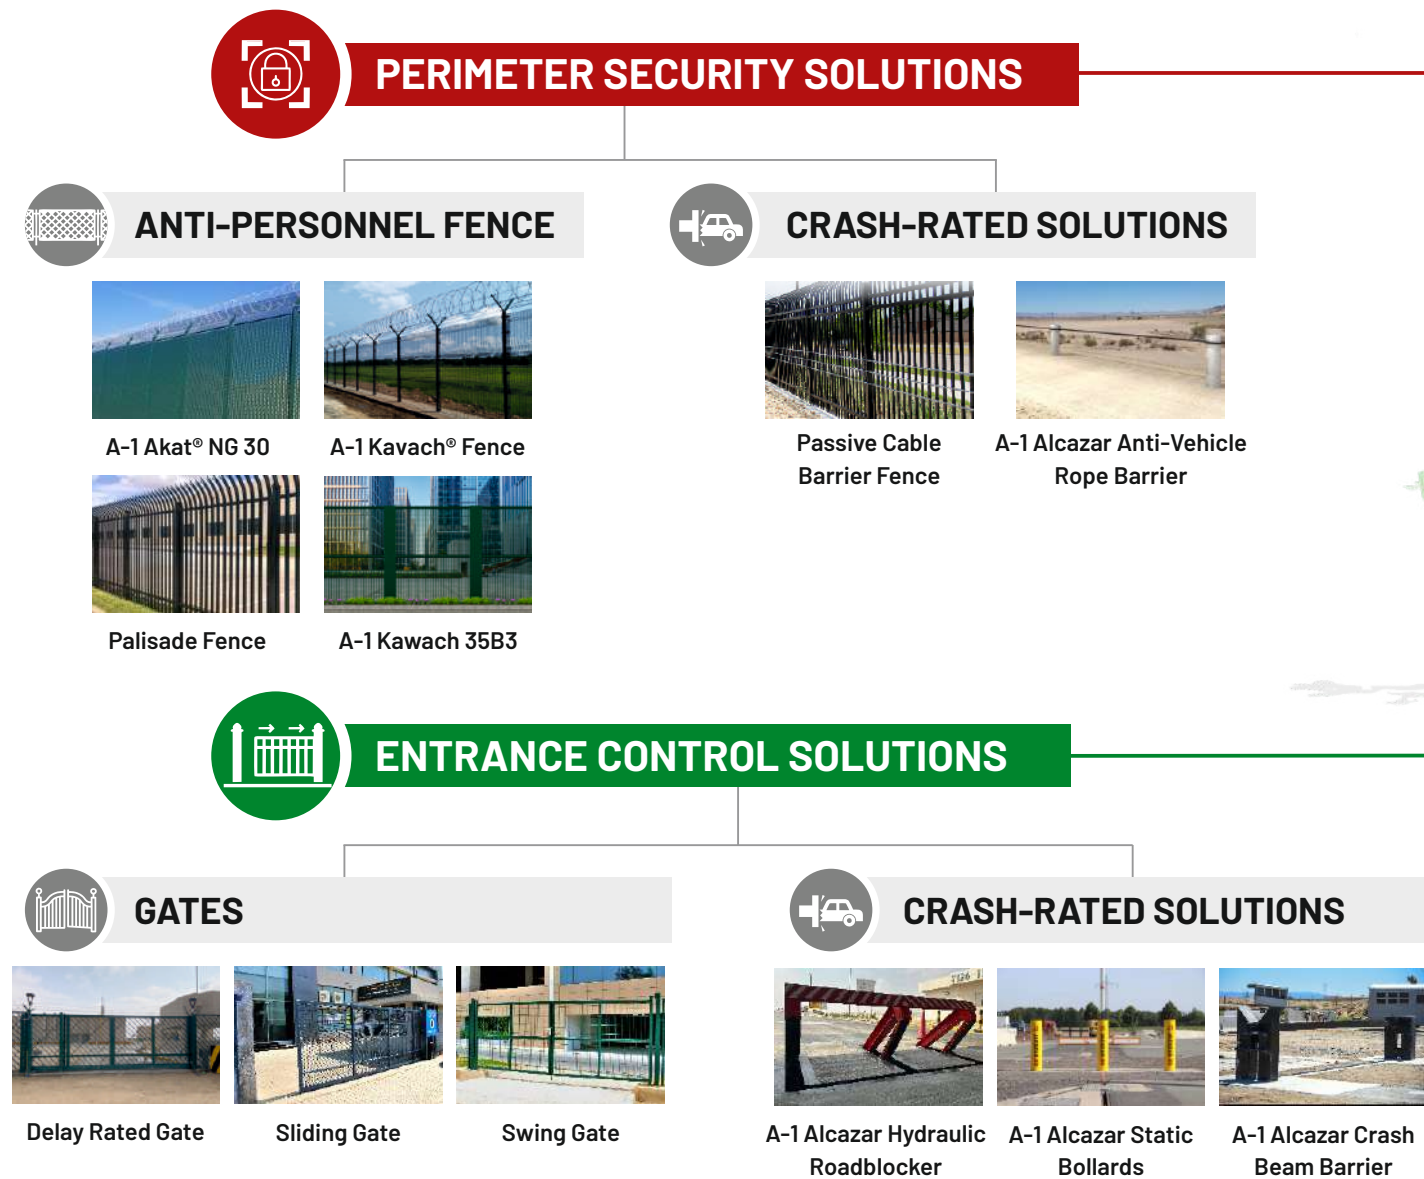 PERIMETER SECURITY SOLUTIONS
ANTI-PERSONNEL FENCE
CRASH-RATED SOLUTIONS
A-1 Akat® NG 30
A-1 Kavach® Fence
Passive Cable
Barrier Fence
A-1 Alcazar Anti-Vehicle
Rope Barrier
Palisade Fence
A-1 Kawach 35B3
ENTRANCE CONTROL SOLUTIONS
GATES
CRASH-RATED SOLUTIONS
Delay Rated Gate
Sliding Gate
Swing Gate
A-1 Alcazar Hydraulic
Roadblocker
A-1 Alcazar Static
Bollards
A-1 Alcazar Crash
Beam Barrier